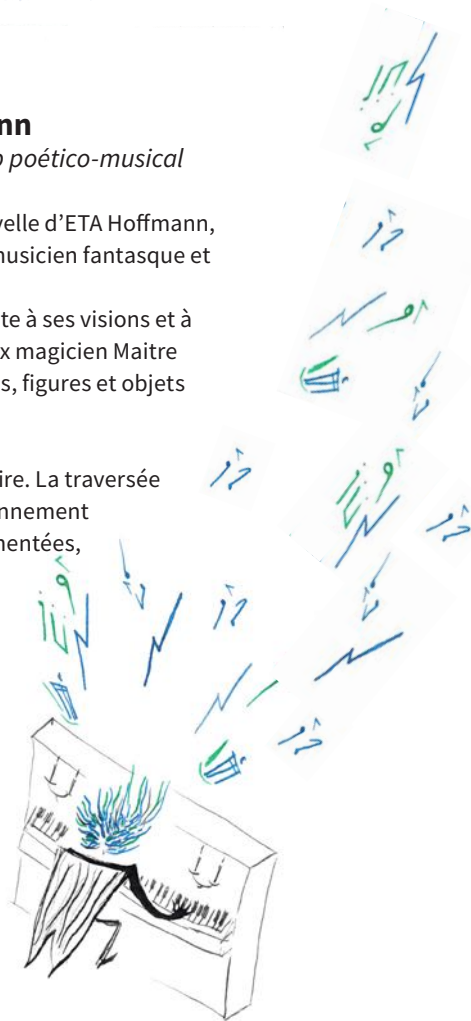 nn
o poético-musical
velle d’ETA Hoffmann,
musicien fantasque et
te à ses visions et à
x magicien Maitre
s, figures et objets
ire. La traversée
nnement
mentées,